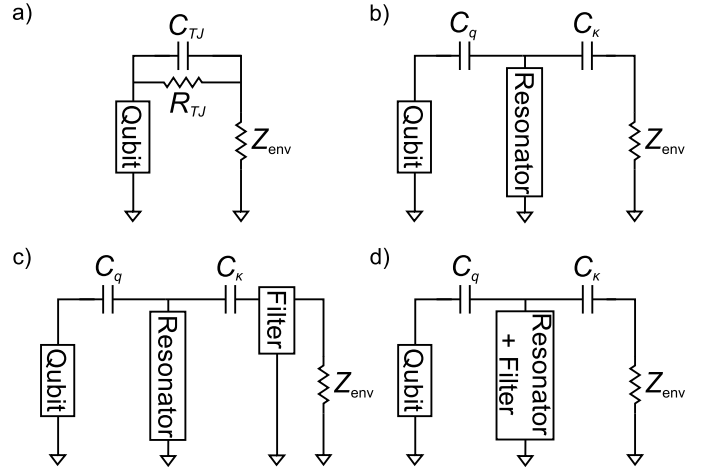 a)
C_TJ
R_TJ
Qubit
Z_env
b)
C_q
C_κ
Qubit
Resonator
Z_env
c)
C_q
C_κ
Qubit
Resonator
Filter
Z_env
d)
C_q
C_κ
Qubit
Resonator
+ Filter
Z_env